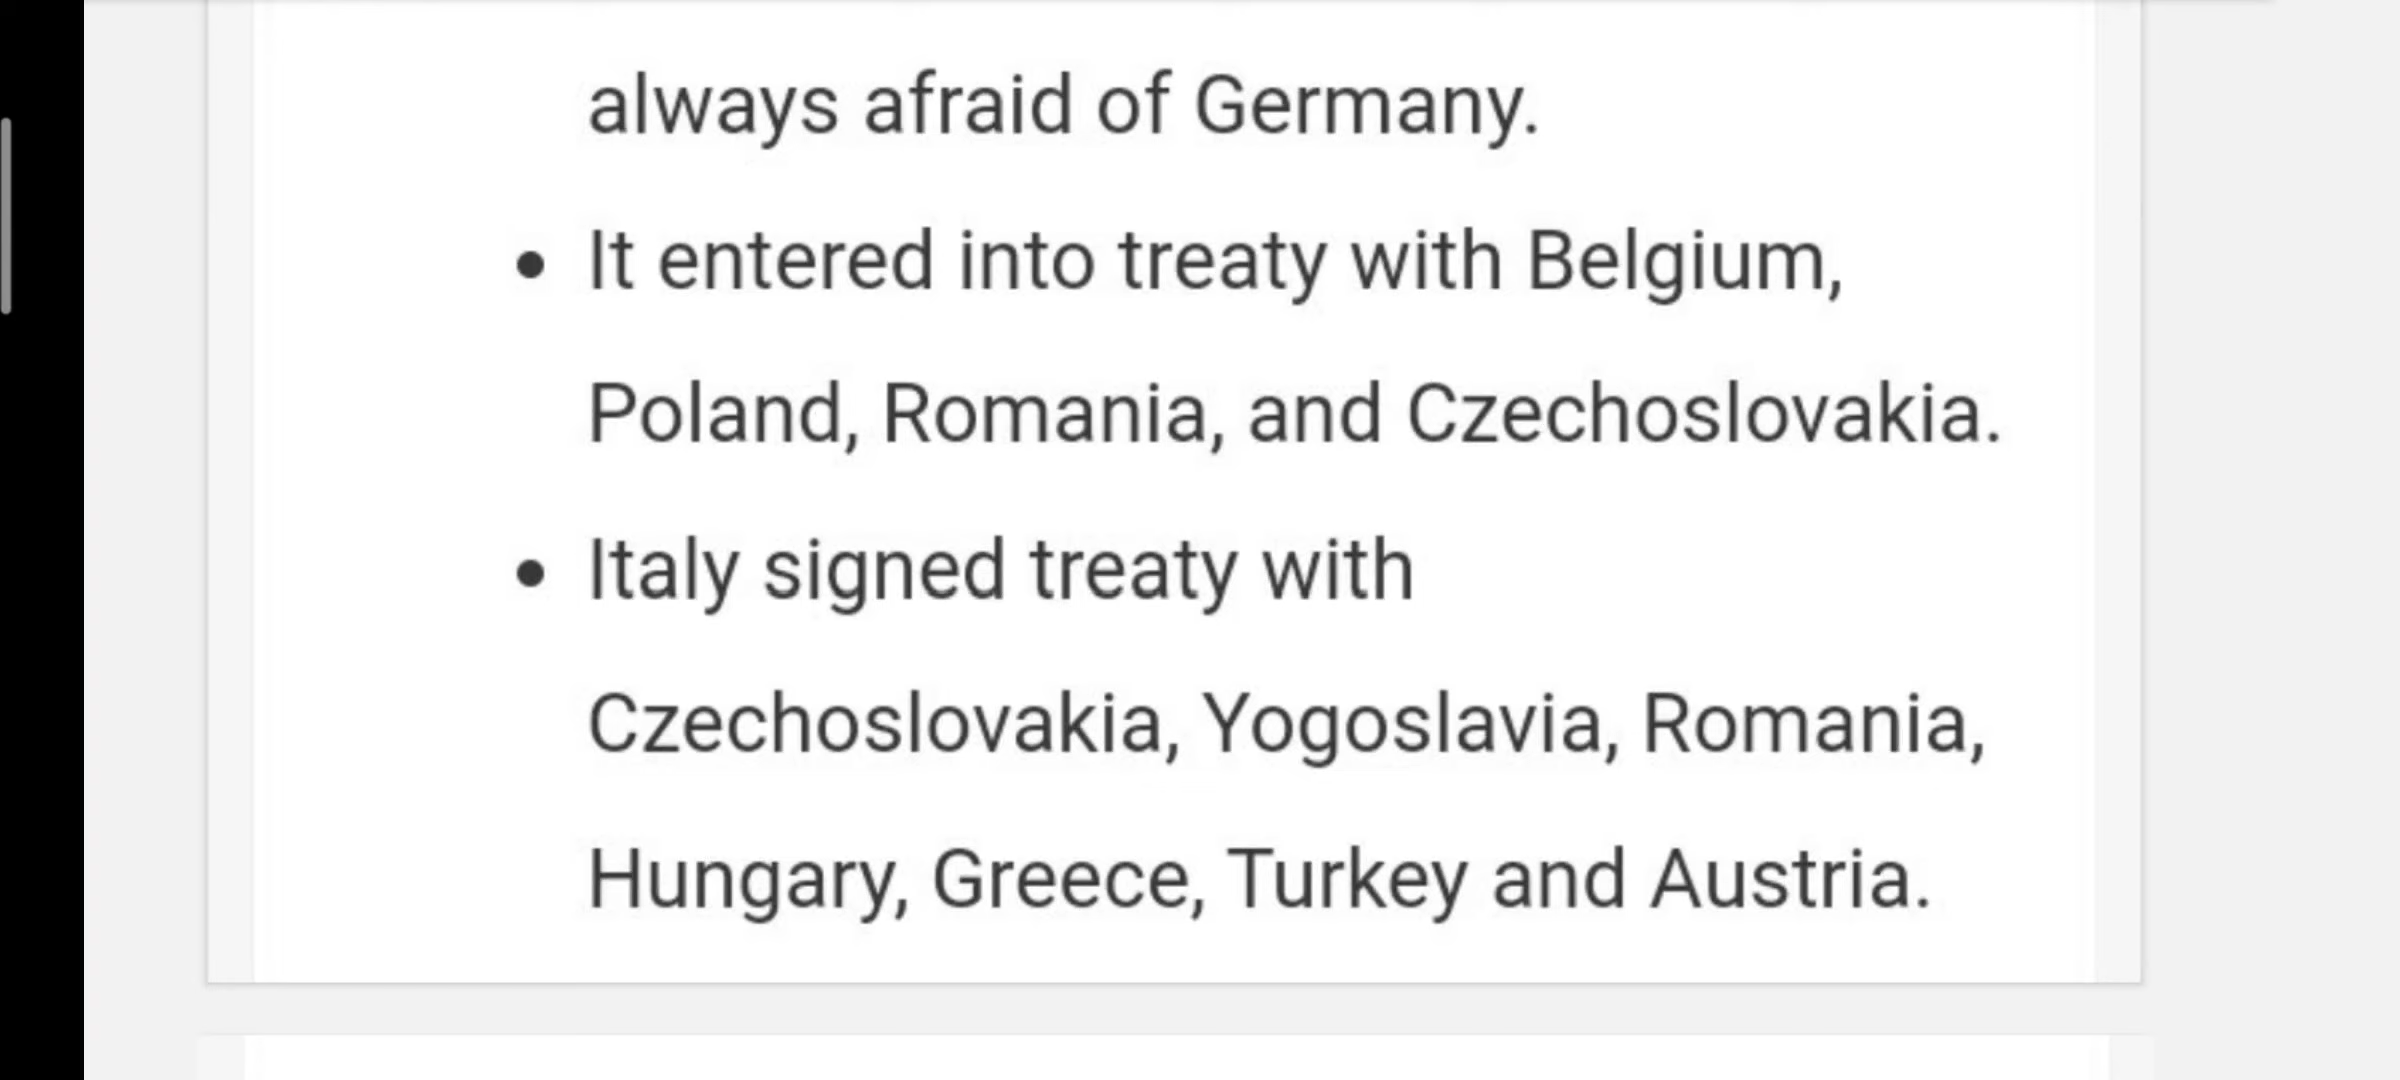 always afraid of Germany.
• It entered into treaty with Belgium,
Poland, Romania, and Czechoslovakia.
• Italy signed treaty with
Czechoslovakia, Yogoslavia, Romania,
Hungary, Greece, Turkey and Austria.